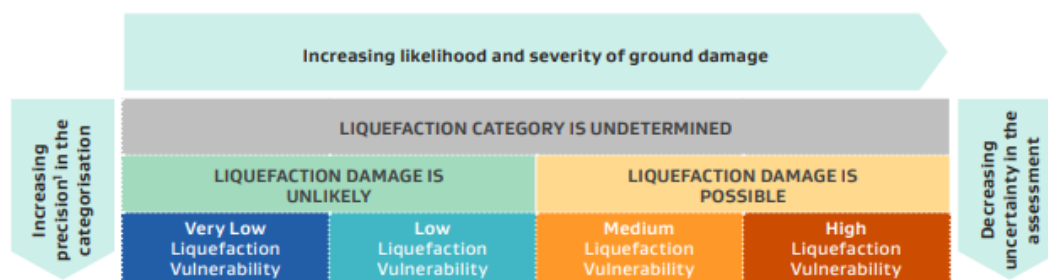 Increasing likelihood and severity of ground damage
Increasing
precision¹ in the
categorisation
LIQUEFACTION CATEGORY IS UNDETERMINED
LIQUEFACTION DAMAGE IS
UNLIKELY
LIQUEFACTION DAMAGE IS
POSSIBLE
Very Low
Liquefaction
Vulnerability
Low
Liquefaction
Vulnerability
Medium
Liquefaction
Vulnerability
High
Liquefaction
Vulnerability
Decreasing
uncertainty in the
assessment